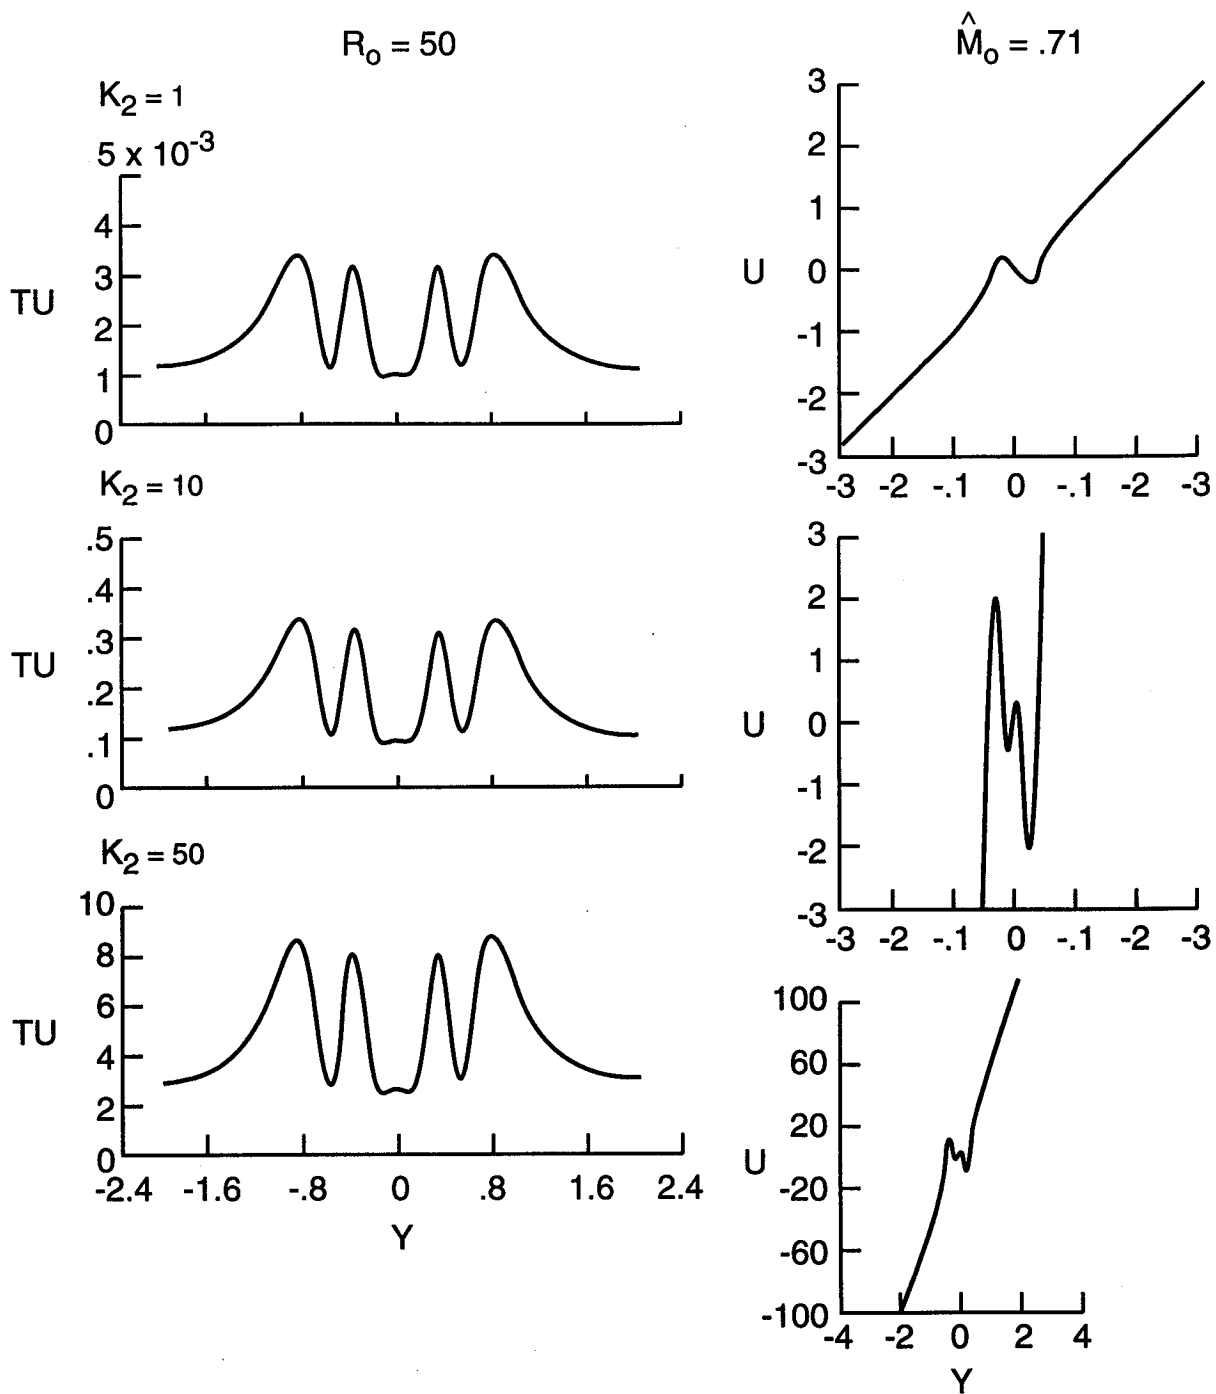 R₀ = 50
M̂₀ = .71
K₂ = 1
5 x 10⁻³
4
3
2
1
0
TU
3
2
1
0
-1
-2
-3
U
-3 -2 -.1 0 -.1 -2 -3
K₂ = 10
.5
.4
.3
.2
.1
0
TU
3
2
1
0
-1
-2
-3
U
-3 -2 -.1 0 -.1 -2 -3
K₂ = 50
10
8
6
4
2
0
TU
-2.4 -1.6 -.8 0 .8 1.6 2.4
Y
100
60
20
-20
-60
-100
U
-4 -2 0 2 4
Y